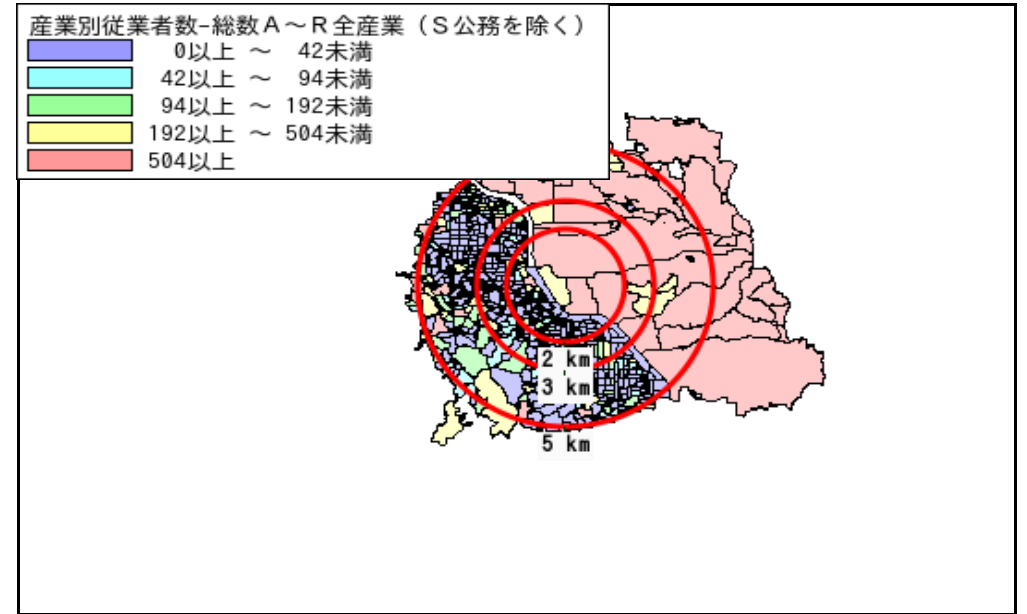 産業別従業者数-総数A～R全産業（S公務を除く）
0以上 ～ 42未満
42以上 ～ 94未満
94以上 ～ 192未満
192以上 ～ 504未満
504以上
2 km
3 km
5 km